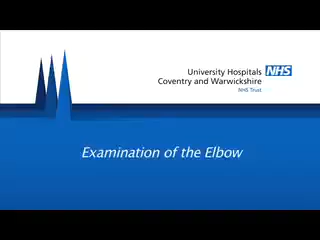 University Hospitals NHS
Coventry and Warwickshire
NHS Trust
Examination of the Elbow